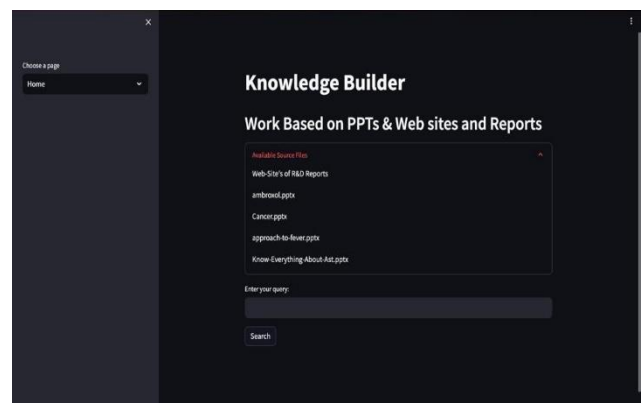 X
Choose a page
Home
Knowledge Builder
Work Based on PPTs & Web sites and Reports
Available Source Files
Web-Site's of R&D Reports
ambroxol.pptx
Cancer.pptx
approach-to-fever.pptx
Know-Everything-About-Ast.pptx
Enter your query:
Search